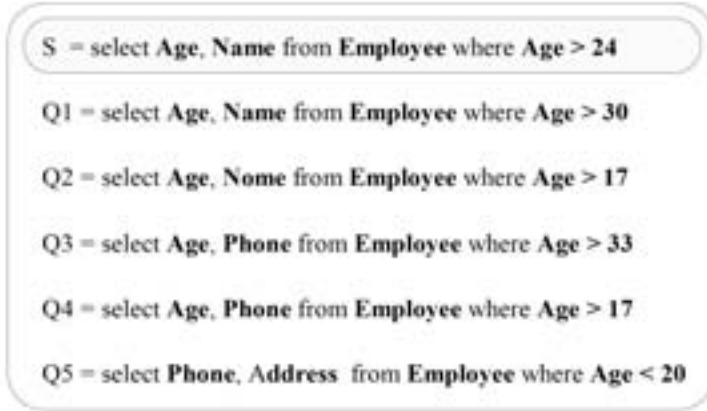 S = select Age, Name from Employee where Age > 24
Q1 = select Age, Name from Employee where Age > 30
Q2 = select Age, Nome from Employee where Age > 17
Q3 = select Age, Phone from Employee where Age > 33
Q4 = select Age, Phone from Employee where Age > 17
Q5 = select Phone, Address from Employee where Age < 20